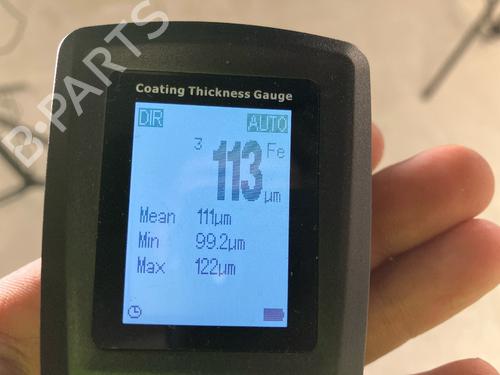 B-PARTS
Coating Thickness Gauge
DIR AUTO
3 113 Fe
µm
Mean 111µm
Min 99.2µm
Max 122µm